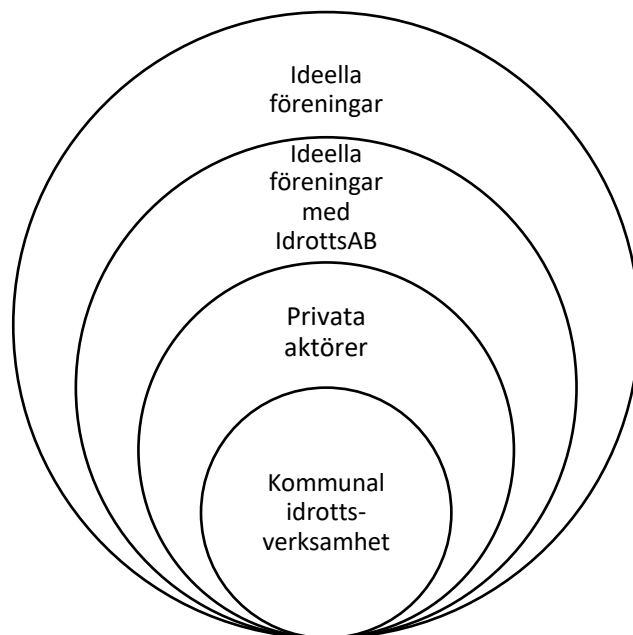 Ideella
föreningar
Ideella
föreningar
med
IdrottsAB
Privata
aktörer
Kommunal
idrotts-
verksamhet